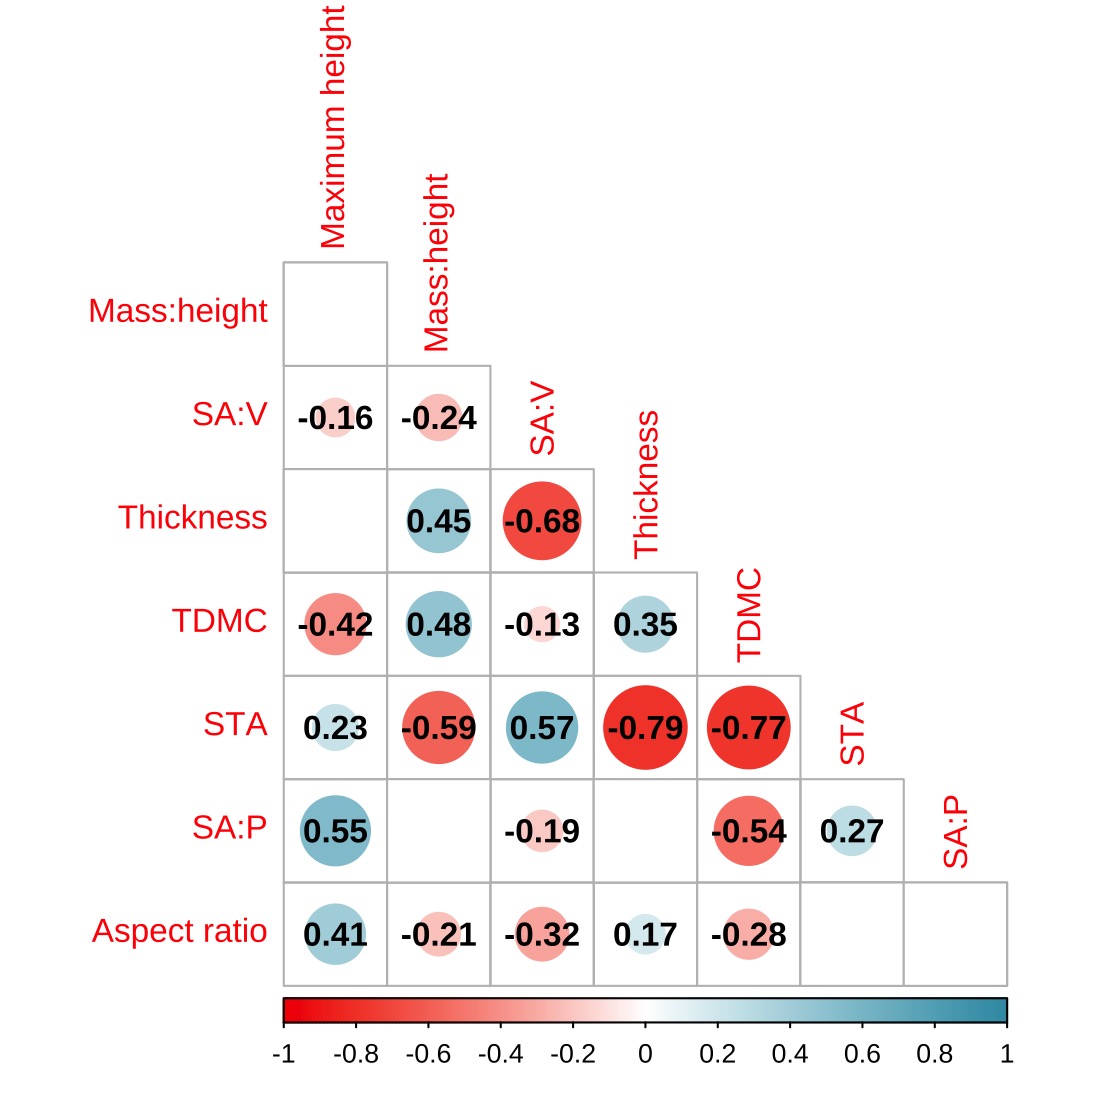 Maximum height
Mass:height
Mass:height
SA:V
-0.16 -0.24
SA:V
Thickness
0.45 -0.68
Thickness
TDMC
-0.42 0.48 -0.13 0.35
TDMC
STA
0.23 -0.59 0.57 -0.79 -0.77
STA
SA:P
0.55 -0.19 -0.54 0.27
SA:P
Aspect ratio
0.41 -0.21 -0.32 0.17 -0.28
-1 -0.8 -0.6 -0.4 -0.2 0 0.2 0.4 0.6 0.8 1